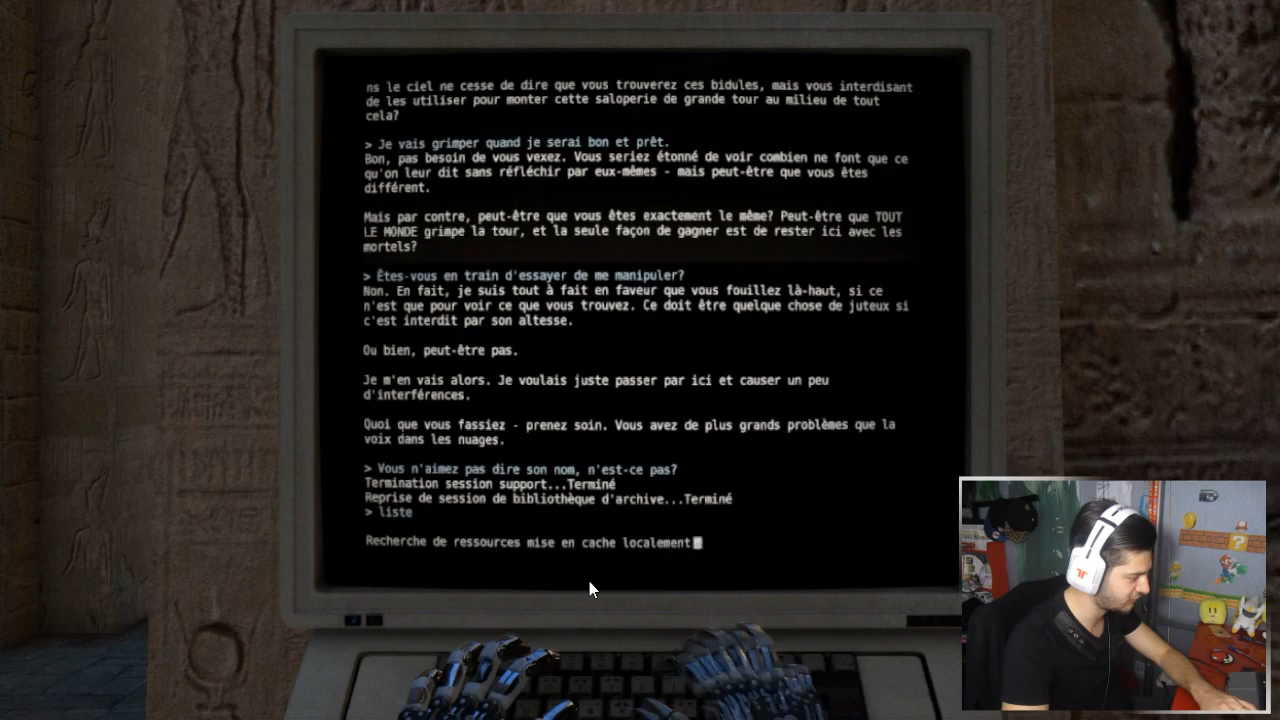 ns le ciel ne cesse de dire que vous trouverez ces bidules, mais vous interdisant
de les utiliser pour monter cette saloperie de grande tour au milieu de tout
cela?
> Je vais grimper quand je serai bon et prêt.
Bon, pas besoin de vous vexez. Vous seriez étonné de voir combien ne font que ce
qu'on leur dit sans réfléchir par eux-mêmes - mais peut-être que vous êtes
différent.
Mais par contre, peut-être que vous êtes exactement le même? Peut-être que TOUT
LE MONDE grimpe la tour, et la seule façon de gagner est de rester ici avec les
mortels?
> Êtes-vous en train d'essayer de me manipuler?
Non. En fait, je suis tout à fait en faveur que vous fouillez là-haut, si ce
n'est que pour voir ce que vous trouvez. Ce doit être quelque chose de juteux si
c'est interdit par son altesse.
Ou bien, peut-être pas.
Je m'en vais alors. Je voulais juste passer par ici et causer un peu
d'interférences.
Quoi que vous fassiez - prenez soin. Vous avez de plus grands problèmes que la
voix dans les nuages.
> Vous n'aimez pas dire son nom, n'est-ce pas?
Termination session support...Terminé
Reprise de session de bibliothèque d'archive...Terminé
> liste
Recherche de ressources mise en cache localement